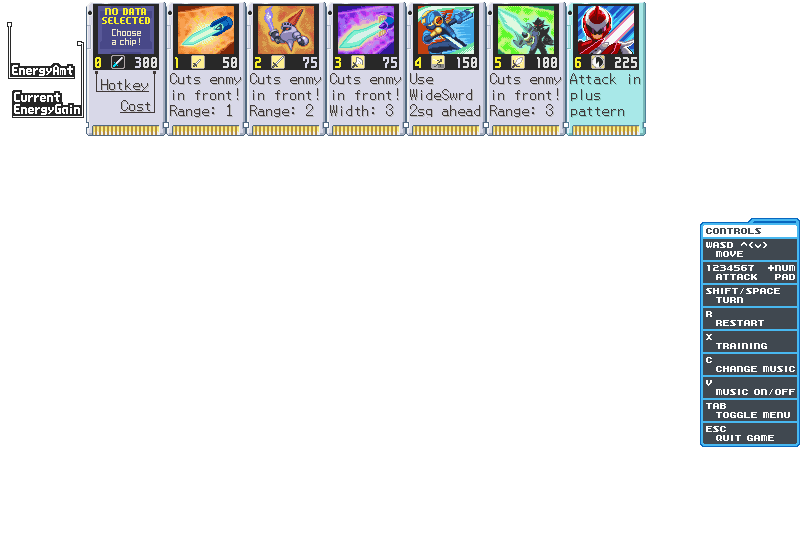 EnergyAmt
Current
EnergyGain
NO DATA
SELECTED
Choose
a chip!
0 300
Hotkey
Cost
1 50
Cuts enmy
in front!
Range: 1
2 75
Cuts enmy
in front!
Range: 2
3 75
Cuts enmy
in front!
Width: 3
4 150
Use
WideSwrd
2sq ahead
5 100
Cuts enmy
in front!
Range: 3
6 225
Attack in
plus
pattern
CONTROLS
WASD ^<v>
MOVE
1234567 +NUM
ATTACK PAD
SHIFT/SPACE
TURN
R
RESTART
X
TRAINING
C
CHANGE MUSIC
V
MUSIC ON/OFF
TAB
TOGGLE MENU
ESC
QUIT GAME